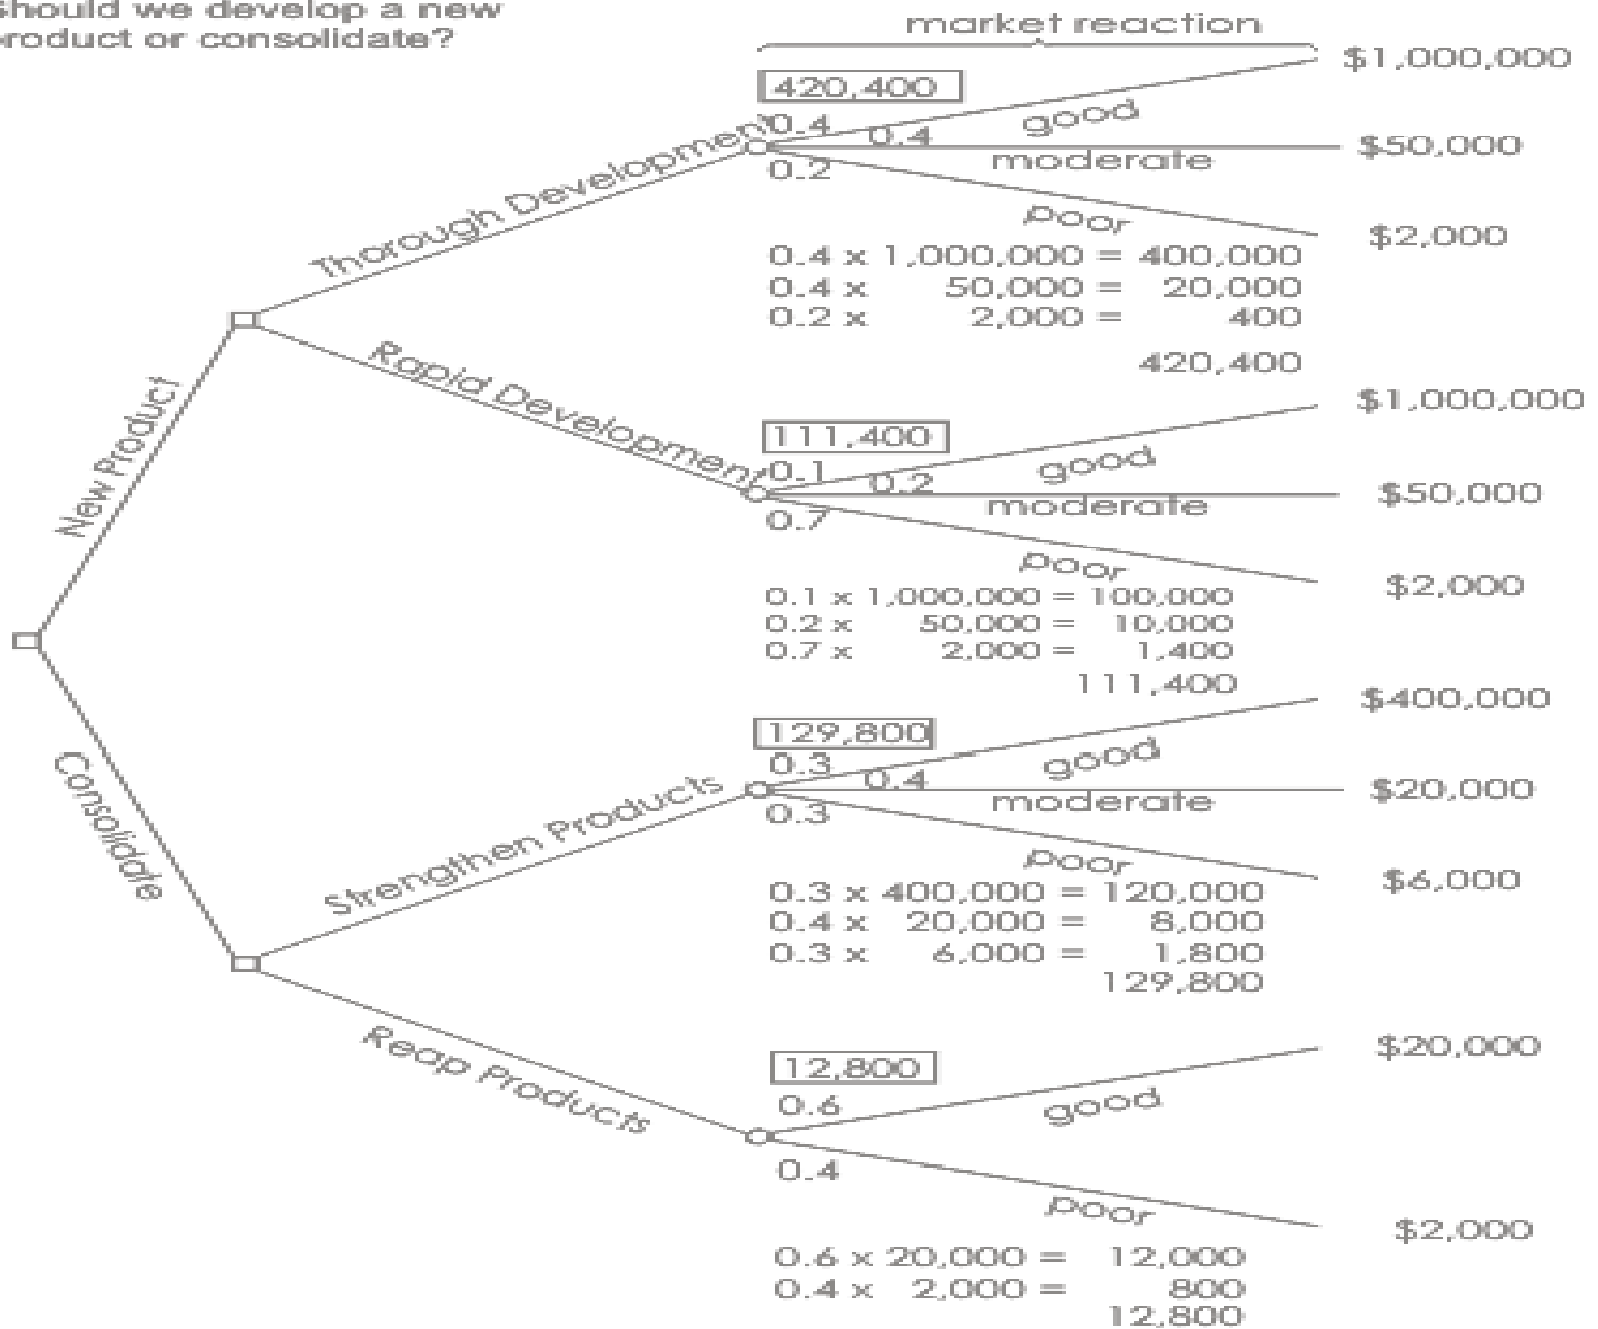 should we develop a new
product or consolidate?
market reaction
$1,000,000
420,400
0.4
0.4
good
Thorough Development
$50,000
moderate
0.2
poor
$2,000
0.4 x 1,000,000 = 400,000
0.4 x 50,000 = 20,000
0.2 x 2,000 = 400
420,400
New Product
Rapid Development
$1,000,000
111,400
0.1
0.2
good
$50,000
moderate
0.7
poor
$2,000
0.1 x 1,000,000 = 100,000
0.2 x 50,000 = 10,000
0.7 x 2,000 = 1,400
111,400
Consolidate
$400,000
129,800
0.3
0.4
good
Strengthen Products
$20,000
moderate
0.3
poor
$6,000
0.3 x 400,000 = 120,000
0.4 x 20,000 = 8,000
0.3 x 6,000 = 1,800
129,800
Reap Products
$20,000
12,800
0.6
good
0.4
poor
$2,000
0.6 x 20,000 = 12,000
0.4 x 2,000 = 800
12,800